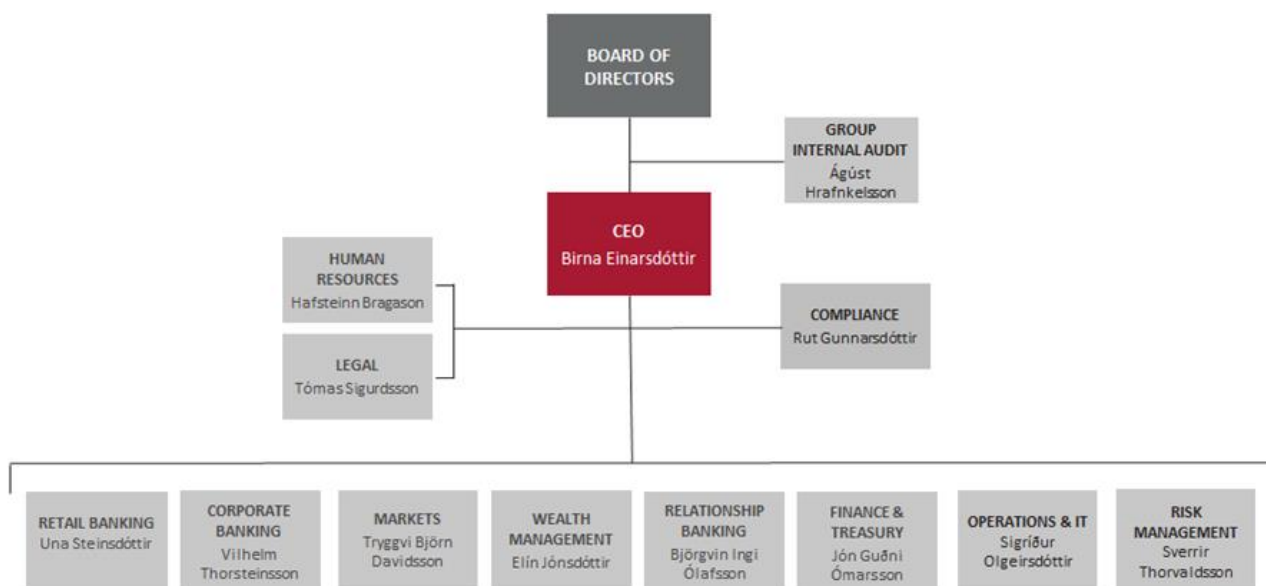 BOARD OF
DIRECTORS
GROUP
INTERNAL AUDIT
Ágúst
Hrafnkelsson
CEO
Birna Einarsdóttir
HUMAN
RESOURCES
Hafsteinn Bragason
COMPLIANCE
Rut Gunnarsdóttir
LEGAL
Tómas Sigurdsson
RETAIL BANKING
Una Steinsdóttir
CORPORATE
BANKING
Vilhelm
Thorsteinsson
MARKETS
Tryggvi Björn
Davidsson
WEALTH
MANAGEMENT
Elín Jónsdóttir
RELATIONSHIP
BANKING
Björgvin Ingi
Ólafsson
FINANCE &
TREASURY
Jón Guðni
Ómarsson
OPERATIONS & IT
Sigríður
Olgeirsdóttir
RISK
MANAGEMENT
Sverrir
Thorvaldsson